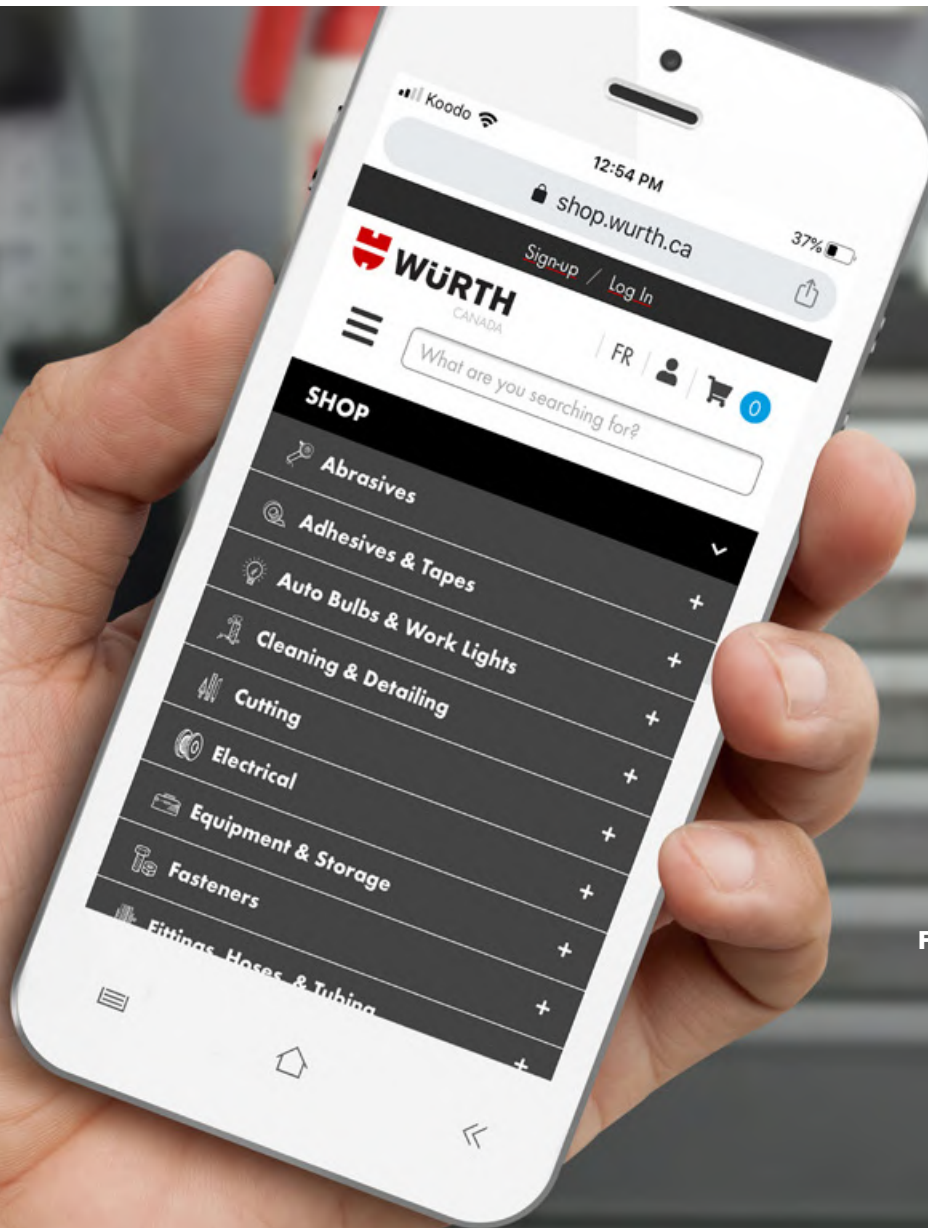 Koodo
12:54 PM
37%
shop.wurth.ca
Sign-up / Log In
WÜRTH
CANADA
FR
0
What are you searching for?
SHOP
Abrasives
+
Adhesives & Tapes
+
Auto Bulbs & Work Lights
+
Cleaning & Detailing
+
Cutting
+
Electrical
+
Equipment & Storage
+
Fasteners
+
Fittings, Hoses, & Tubing
+
F